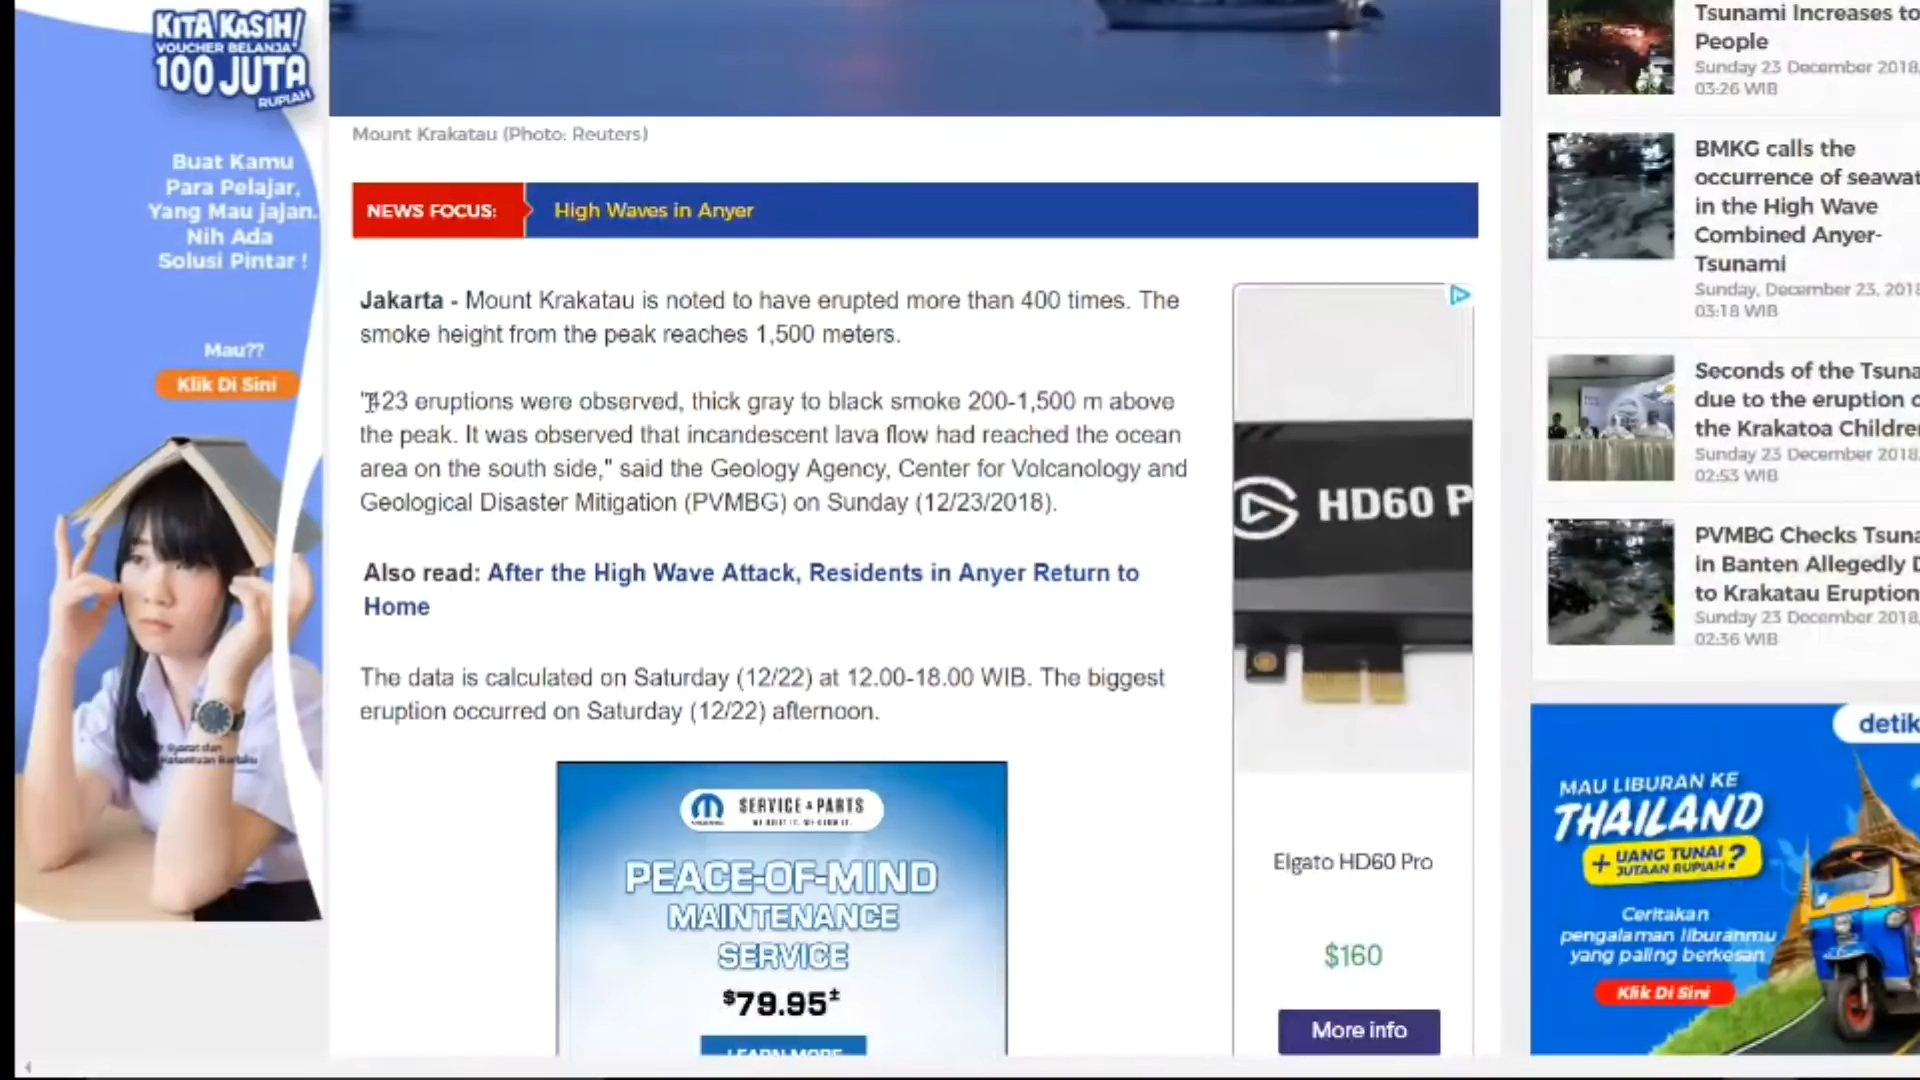 KITA KASIH!
VOUCHER BELANJA*
100 JUTA
RUPIAH
Buat Kamu
Para Pelajar,
Yang Mau jajan.
Nih Ada
Solusi Pintar !
Mau??
Klik Di Sini
Mount Krakatau (Photo: Reuters)
NEWS FOCUS: High Waves in Anyer
Jakarta - Mount Krakatau is noted to have erupted more than 400 times. The
smoke height from the peak reaches 1,500 meters.
"423 eruptions were observed, thick gray to black smoke 200-1,500 m above
the peak. It was observed that incandescent lava flow had reached the ocean
area on the south side," said the Geology Agency, Center for Volcanology and
Geological Disaster Mitigation (PVMBG) on Sunday (12/23/2018).
Also read: After the High Wave Attack, Residents in Anyer Return to
Home
The data is calculated on Saturday (12/22) at 12.00-18.00 WIB. The biggest
eruption occurred on Saturday (12/22) afternoon.
SERVICE & PARTS
PEACE-OF-MIND
MAINTENANCE
SERVICE
$79.95±
LEARN MORE
HD60 P
Elgato HD60 Pro
$160
More info
Tsunami Increases to
People
Sunday 23 December 2018,
03:26 WIB
BMKG calls the
occurrence of seawat
in the High Wave
Combined Anyer-
Tsunami
Sunday, December 23, 2018
03:18 WIB
Seconds of the Tsuna
due to the eruption o
the Krakatoa Childre
Sunday 23 December 2018,
02:53 WIB
PVMBG Checks Tsuna
in Banten Allegedly D
to Krakatau Eruption
Sunday 23 December 2018,
02:36 WIB
detik
MAU LIBURAN KE
THAILAND
+ UANG TUNAI
JUTAAN RUPIAH ?
Ceritakan
pengalaman liburanmu
yang paling berkesan
Klik Di Sini